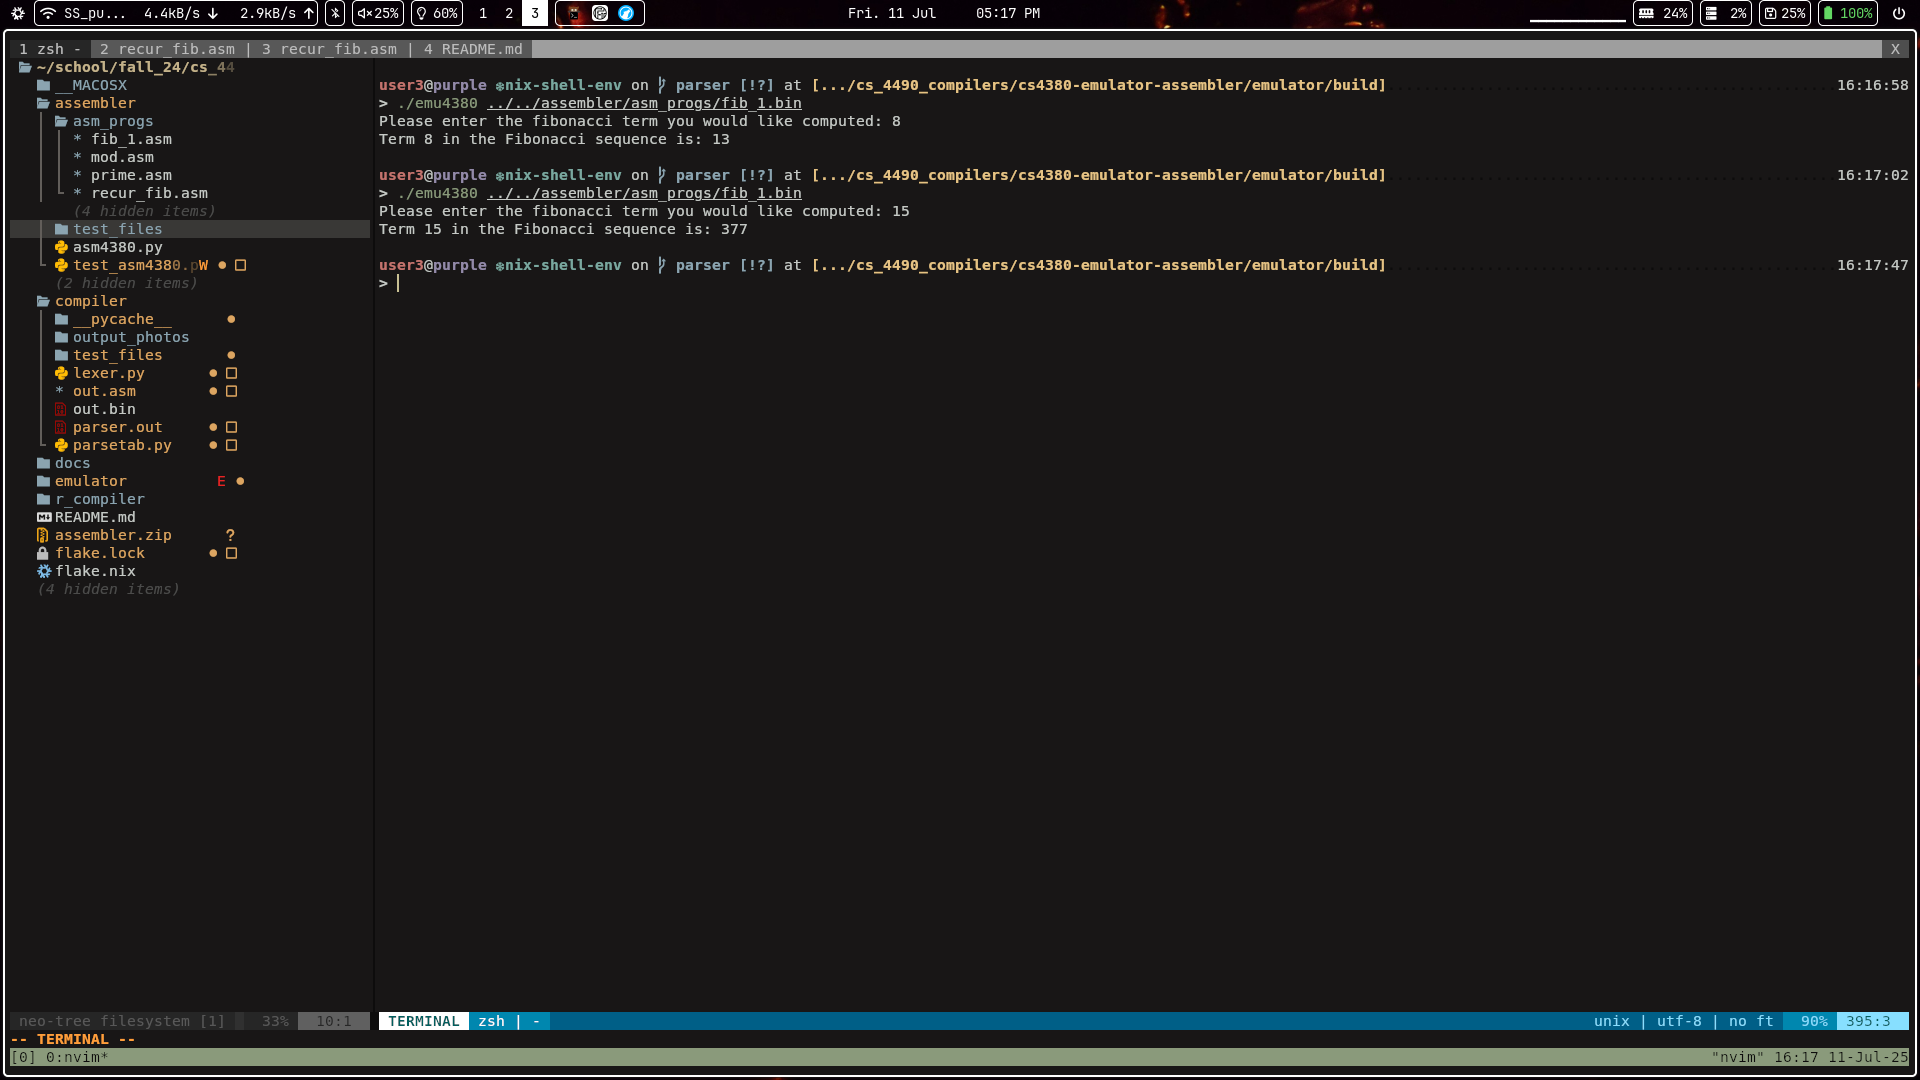 SS_pu... 4.4kB/s ↓ 2.9kB/s ↑ 25% 60% 1 2 3 Fri. 11 Jul 05:17 PM 24% 2% 25% 100%
1 zsh - 2 recur_fib.asm | 3 recur_fib.asm | 4 README.md X
~/school/fall_24/cs_44
__MACOSX
assembler
asm_progs
* fib_1.asm
* mod.asm
* prime.asm
* recur_fib.asm
(4 hidden items)
test_files
asm4380.py
test_asm4380.pW
(2 hidden items)
compiler
__pycache__
output_photos
test_files
lexer.py
* out.asm
out.bin
parser.out
parsetab.py
docs
emulator E
r_compiler
README.md
assembler.zip ?
flake.lock
flake.nix
(4 hidden items)
neo-tree filesystem [1] 33% 10:1
user3@purple nix-shell-env on parser [!?] at [.../cs_4490_compilers/cs4380-emulator-assembler/emulator/build] 16:16:58
> ./emu4380 ../../assembler/asm_progs/fib_1.bin
Please enter the fibonacci term you would like computed: 8
Term 8 in the Fibonacci sequence is: 13
user3@purple nix-shell-env on parser [!?] at [.../cs_4490_compilers/cs4380-emulator-assembler/emulator/build] 16:17:02
> ./emu4380 ../../assembler/asm_progs/fib_1.bin
Please enter the fibonacci term you would like computed: 15
Term 15 in the Fibonacci sequence is: 377
user3@purple nix-shell-env on parser [!?] at [.../cs_4490_compilers/cs4380-emulator-assembler/emulator/build] 16:17:47
>
TERMINAL zsh | - unix | utf-8 | no ft 90% 395:3
-- TERMINAL --
[0] 0:nvim* "nvim" 16:17 11-Jul-25